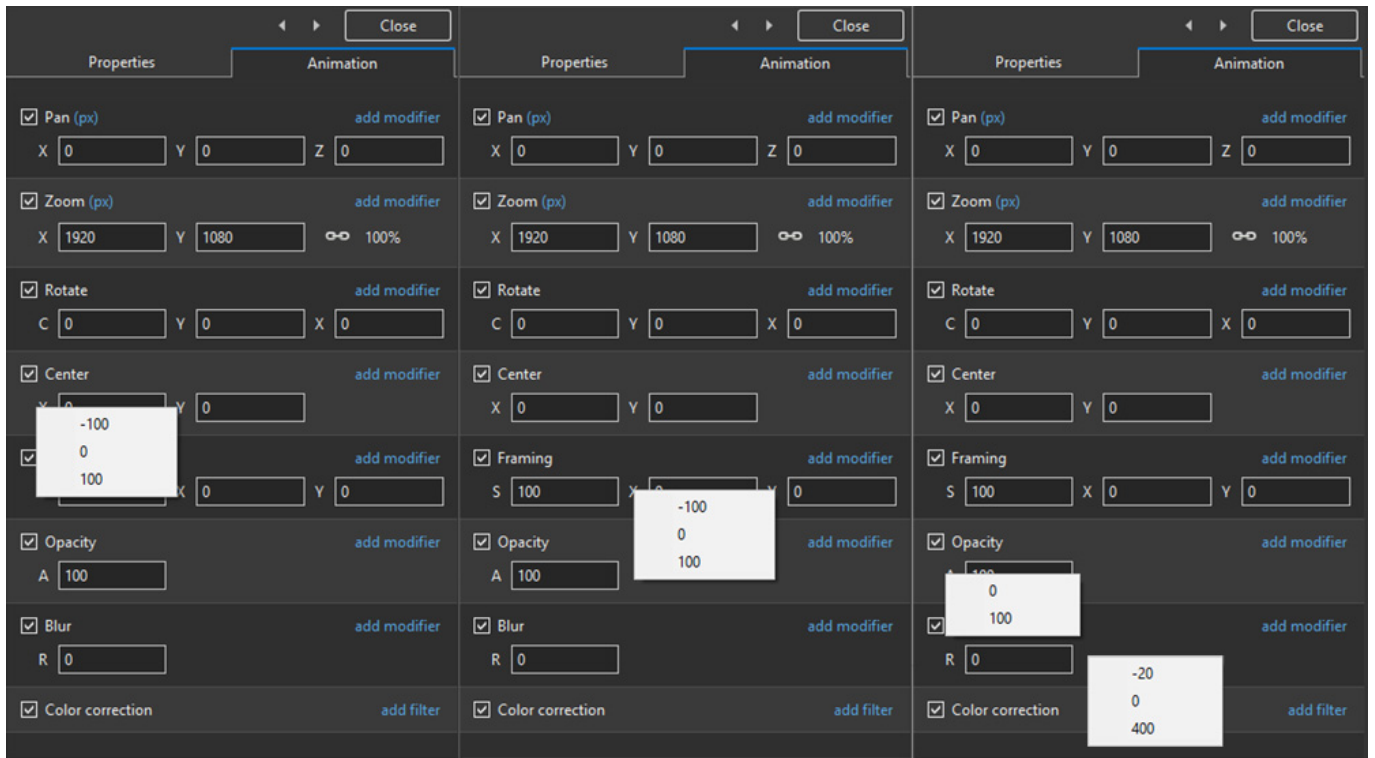 Close
Properties Animation
Pan (px) add modifier
X 0 Y 0 Z 0
Zoom (px) add modifier
X 1920 Y 1080 100%
Rotate add modifier
C 0 Y 0 X 0
Center add modifier
Y 0
-100
0
100
add modifier
X 0 Y 0
Opacity add modifier
A 100
Blur add modifier
R 0
Color correction add filter
Close
Properties Animation
Pan (px) add modifier
X 0 Y 0 Z 0
Zoom (px) add modifier
X 1920 Y 1080 100%
Rotate add modifier
C 0 Y 0 X 0
Center add modifier
X 0 Y 0
Framing add modifier
S 100 X 0 Y 0
-100
0
100
Opacity add modifier
A 100
Blur add modifier
R 0
Color correction add filter
Close
Properties Animation
Pan (px) add modifier
X 0 Y 0 Z 0
Zoom (px) add modifier
X 1920 Y 1080 100%
Rotate add modifier
C 0 Y 0 X 0
Center add modifier
X 0 Y 0
Framing add modifier
S 100 X 0 Y 0
Opacity add modifier
0
100
add modifier
R 0
-20
0
400
Color correction add filter